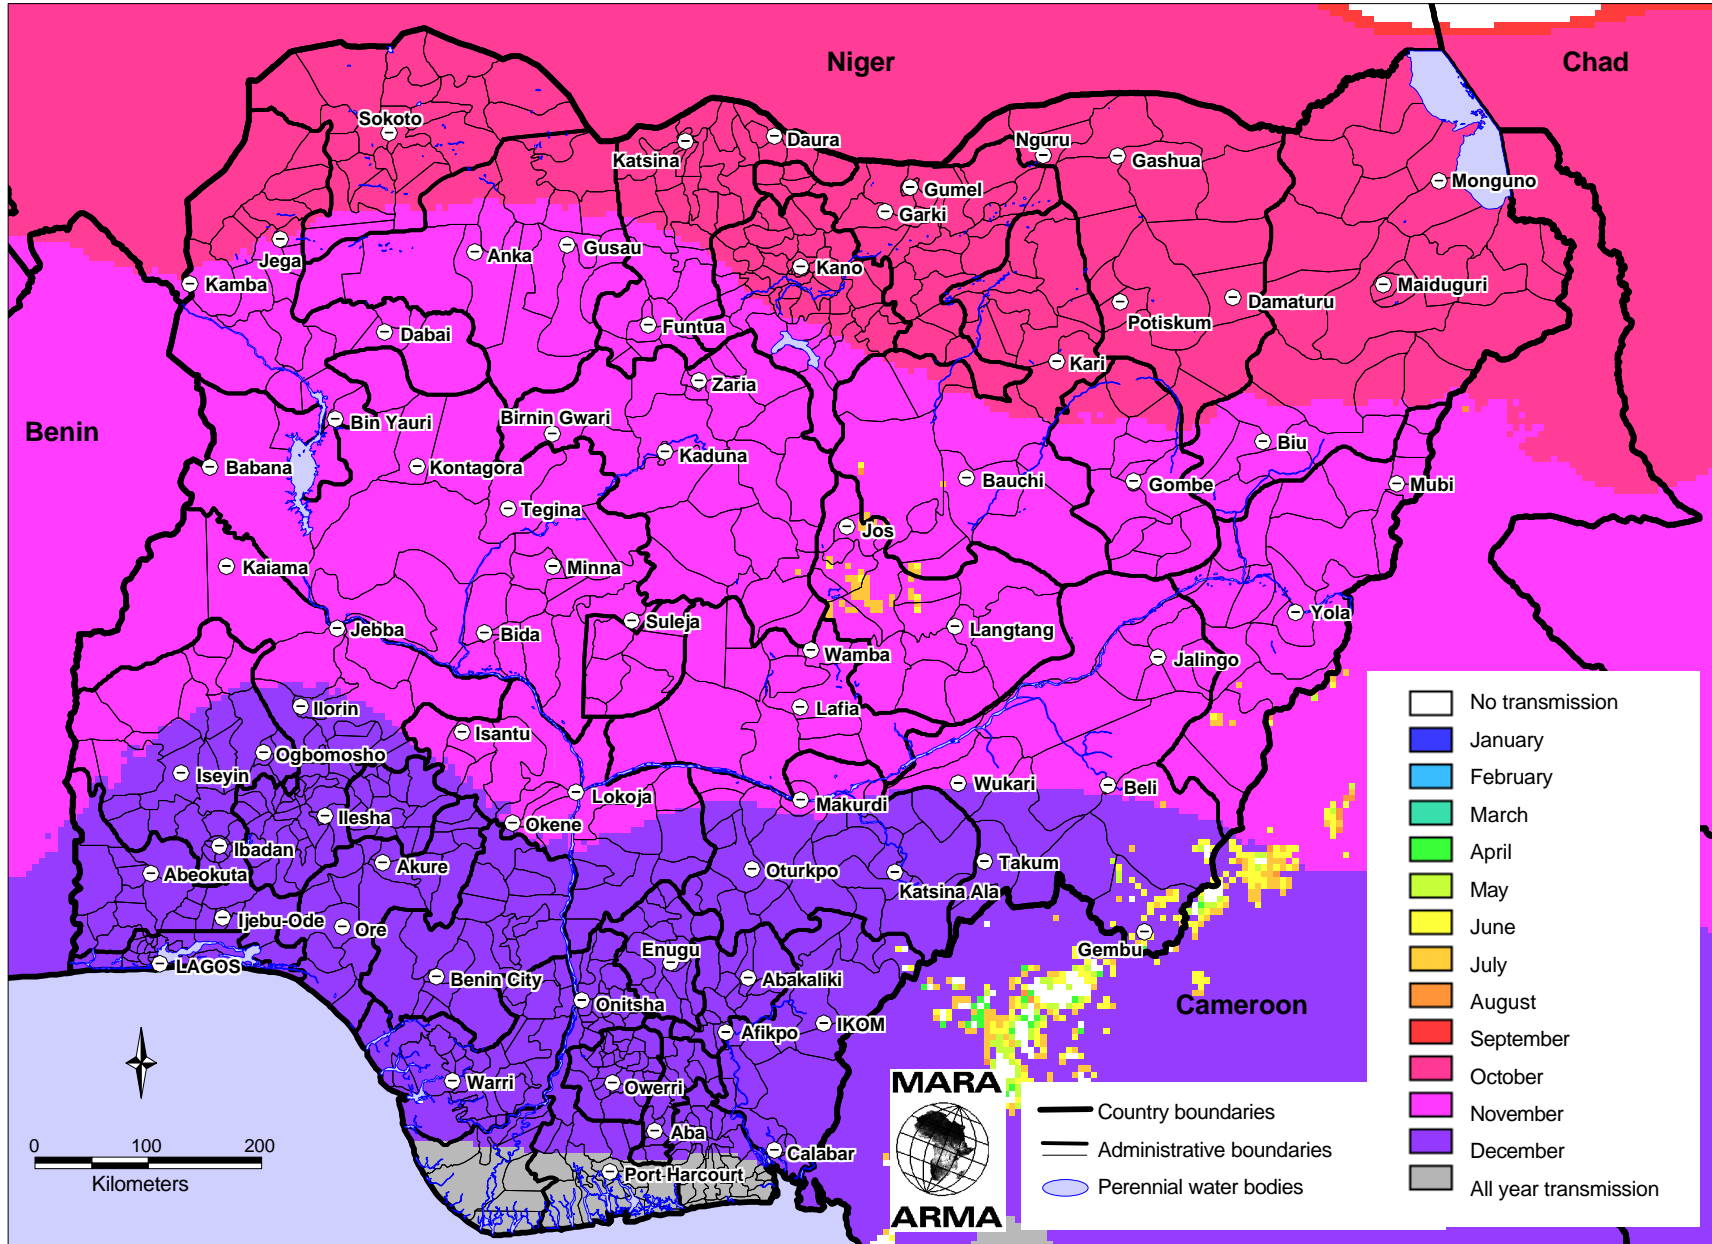 Niger
Chad
Sokoto
Katsina
Daura
Nguru
Gashua
Gumel
Garki
Monguno
Jega
Anka
Gusau
Kano
Kamba
Maiduguri
Damaturu
Potiskum
Dabai
Funtua
Kari
Zaria
Benin
Bin Yauri
Birnin Gwari
Biu
Babana
Kontagora
Kaduna
Bauchi
Gombe
Mubi
Tegina
Jos
Kaiama
Minna
Jebba
Bida
Suleja
Langtang
Yola
Wamba
Jalingo
Ilorin
Lafia
Isantu
Ogbomosho
Iseyin
Wukari
Beli
Lokoja
Makurdi
Ilesha
Okene
Ibadan
Akure
Abeokuta
Oturkpo
Takum
Katsina Ala
Ijebu-Ode
Ore
Enugu
Gembu
LAGOS
Benin City
Abakaliki
Onitsha
Cameroon
Afikpo
IKOM
Warri
Owerri
Aba
Calabar
Port Harcourt
0 100 200
Kilometers
MARA
ARMA
Country boundaries
Administrative boundaries
Perennial water bodies
No transmission
January
February
March
April
May
June
July
August
September
October
November
December
All year transmission